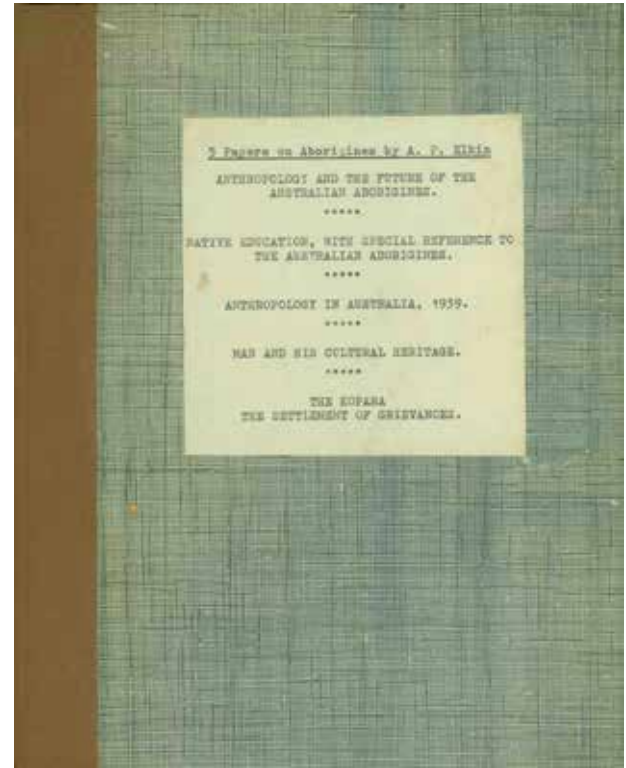 5 Papers on Aborigines by A. P. Elkin
ANTHROPOLOGY AND THE FUTURE OF THE
AUSTRALIAN ABORIGINES.
*****
NATIVE EDUCATION, WITH SPECIAL REFERENCE TO
THE AUSTRALIAN ABORIGINES.
*****
ANTHROPOLOGY IN AUSTRALIA, 1939.
*****
MAN AND HIS CULTURAL HERITAGE.
*****
THE KOPARA
THE SETTLEMENT OF GRIEVANCES.